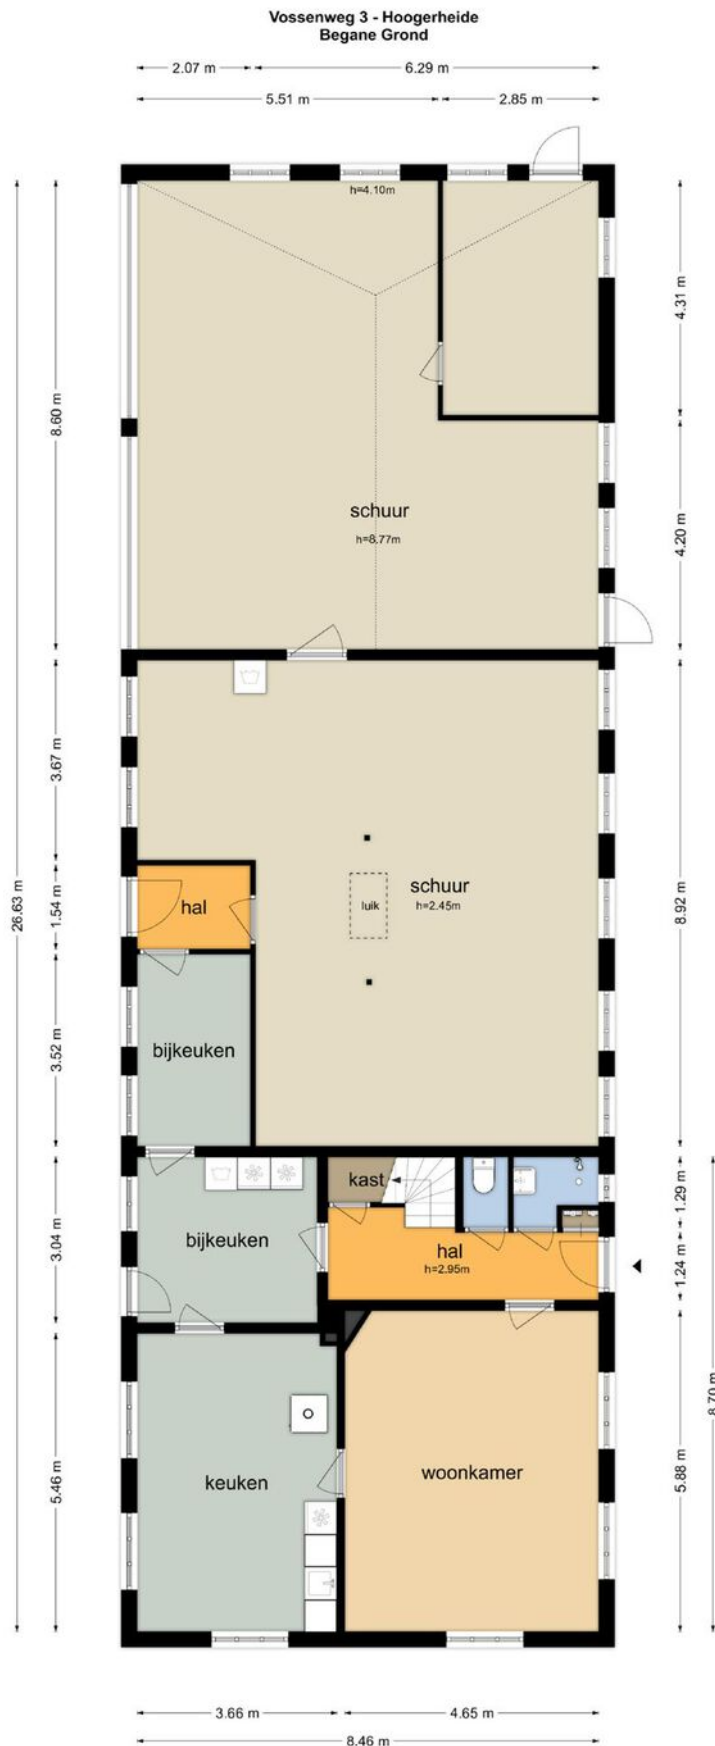 Vossenweg 3 - Hoogerheide
Begane Grond
2.07 m
6.29 m
5.51 m
2.85 m
h=4.10m
4.31 m
8.60 m
schuur
h=8.77m
4.20 m
3.67 m
26.63 m
1.54 m
hal
luik
schuur
h=2.45m
8.92 m
3.52 m
bijkeuken
kast
1.29 m
3.04 m
bijkeuken
hal
h=2.95m
1.24 m
8.70 m
5.46 m
keuken
woonkamer
5.88 m
3.66 m
4.65 m
8.46 m